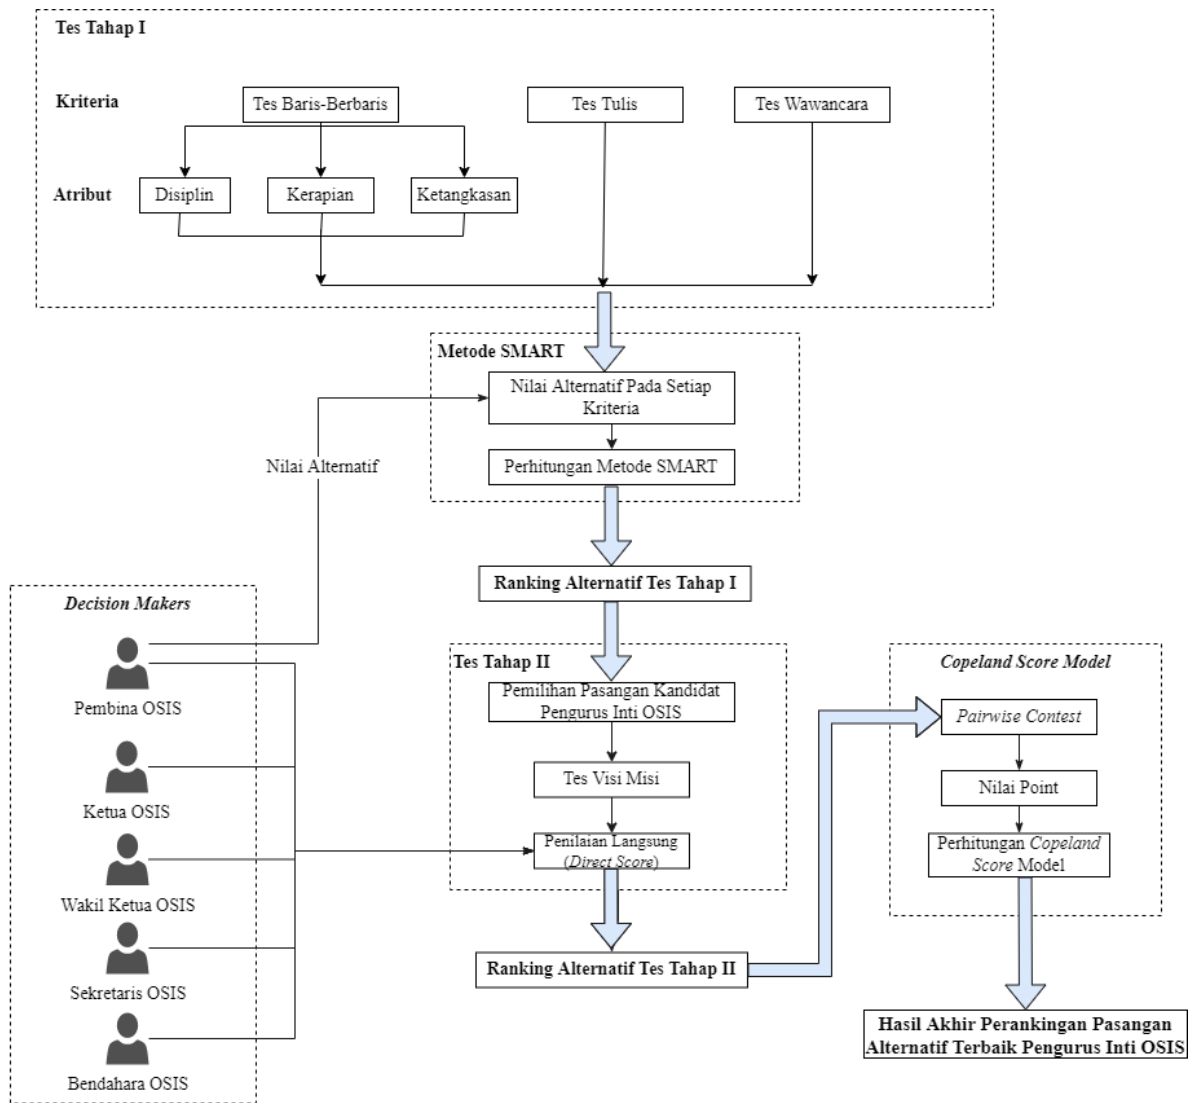 Tes Tahap I
Kriteria
Tes Baris-Berbaris
Tes Tulis
Tes Wawancara
Atribut
Disiplin
Kerapian
Ketangkasan
Metode SMART
Nilai Alternatif Pada Setiap
Kriteria
Nilai Alternatif
Perhitungan Metode SMART
Ranking Alternatif Tes Tahap I
Decision Makers
Pembina OSIS
Ketua OSIS
Wakil Ketua OSIS
Sekretaris OSIS
Bendahara OSIS
Tes Tahap II
Pemilihan Pasangan Kandidat
Pengurus Inti OSIS
Tes Visi Misi
Penilaian Langsung
(Direct Score)
Ranking Alternatif Tes Tahap II
Copeland Score Model
Pairwise Contest
Nilai Point
Perhitungan Copeland
Score Model
Hasil Akhir Perankingan Pasangan
Alternatif Terbaik Pengurus Inti OSIS